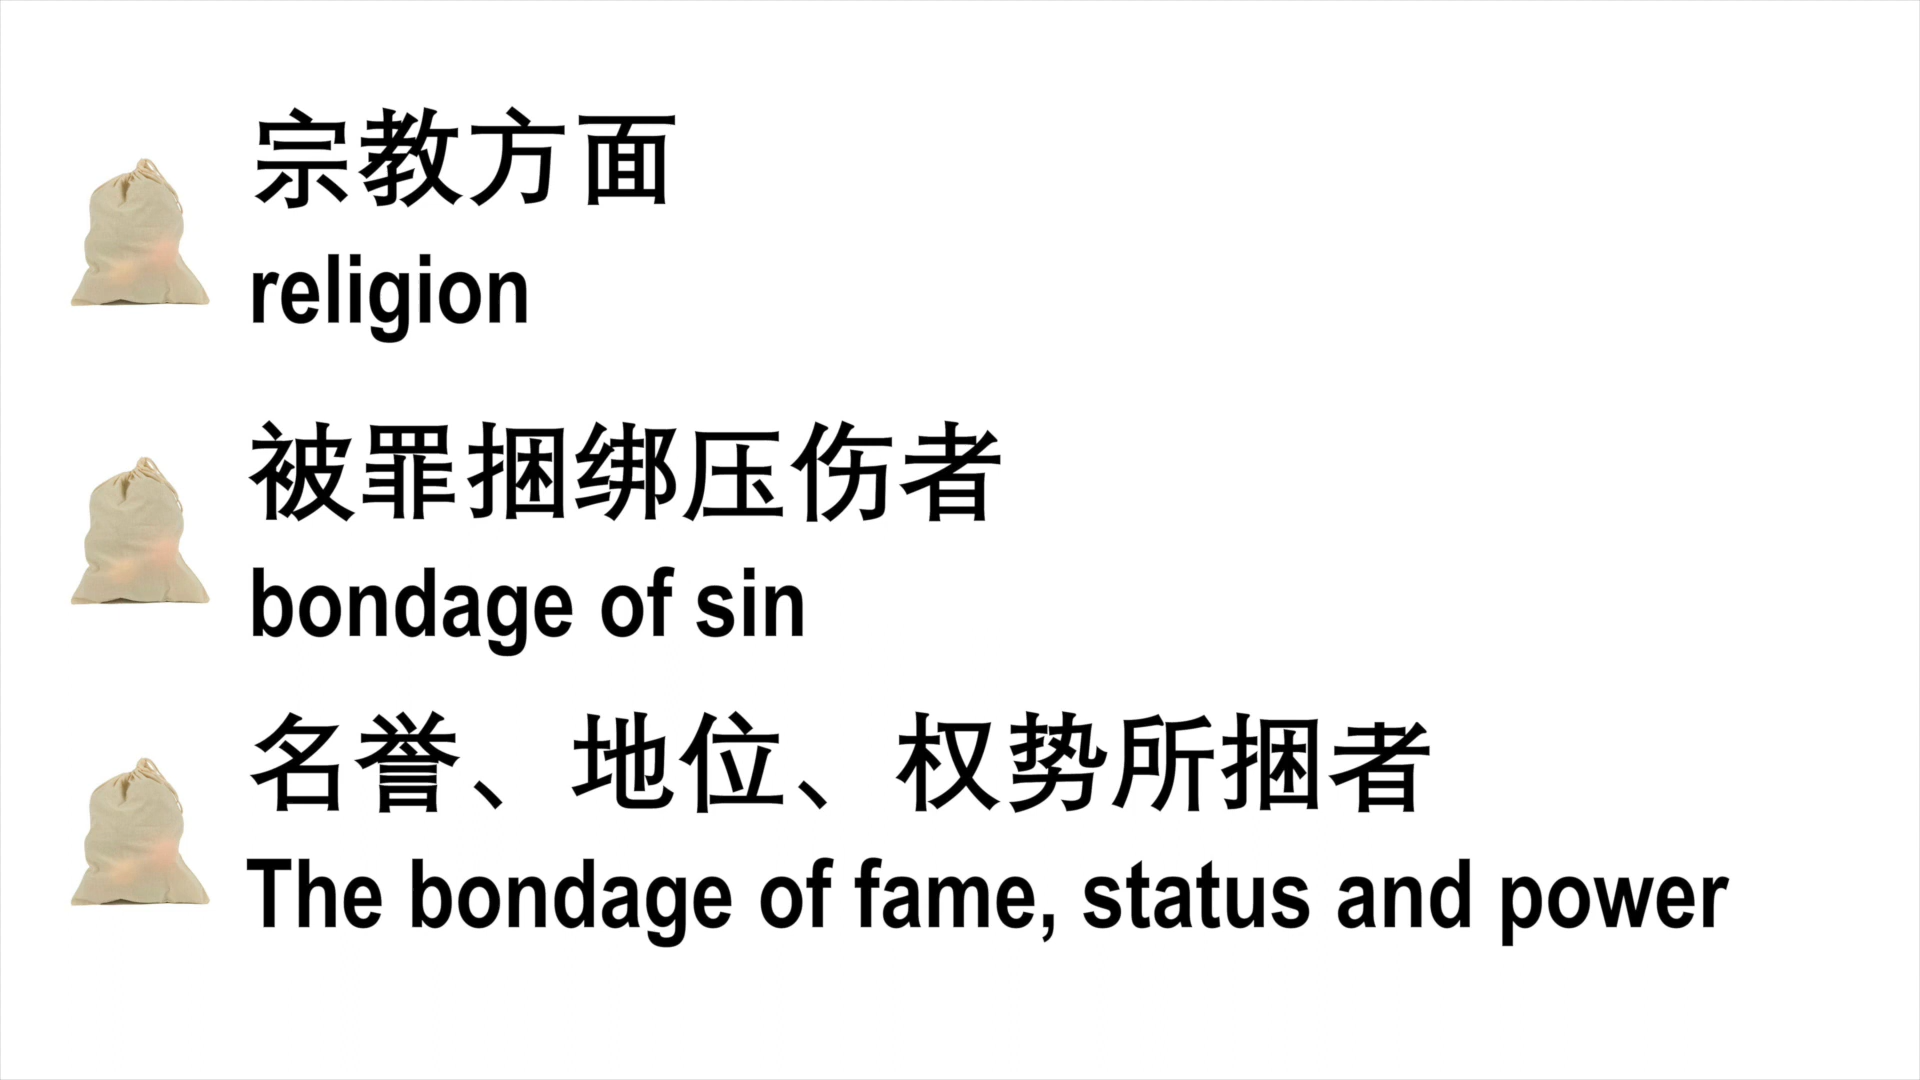 宗教方面
religion
被罪捆绑压伤者
bondage of sin
名誉、地位、权势所捆者
The bondage of fame, status and power